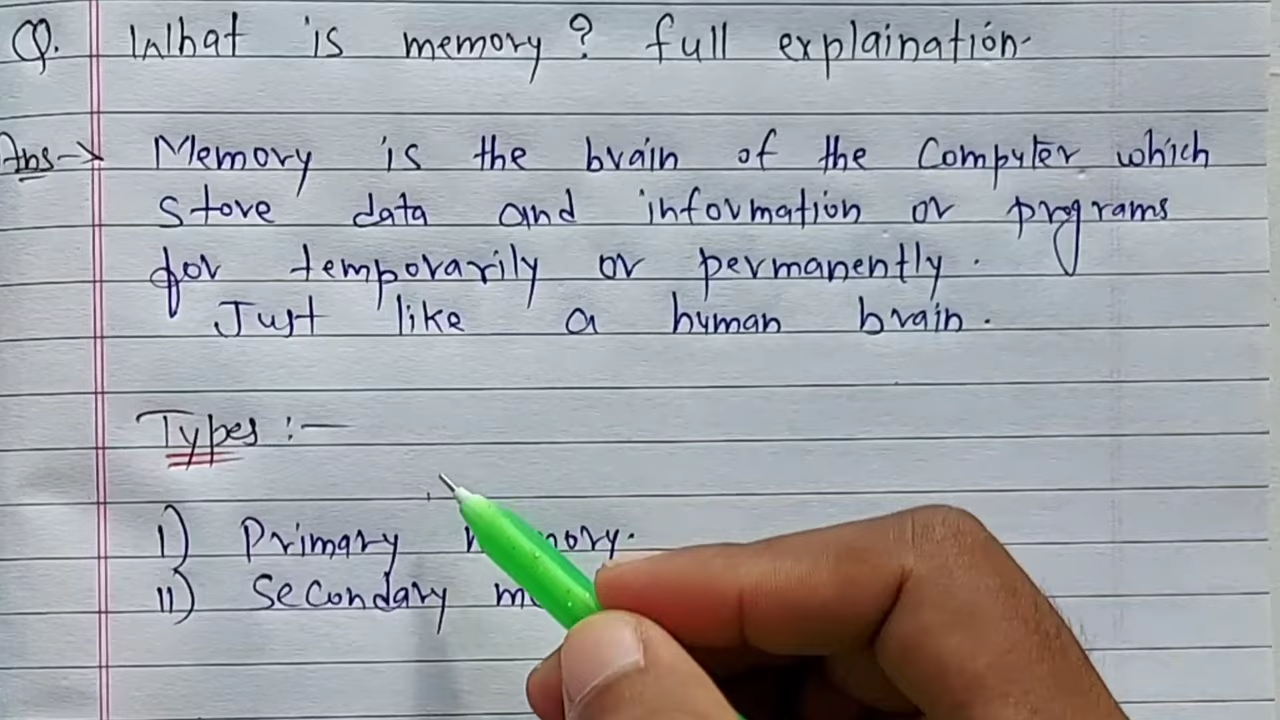 Q. What is memory? full explaination.
Ans-> Memory is the brain of the Computer which
store data and information or programs
for temporarily or permanently.
Just like a human brain.
Types :-
i) Primary
ii) Secondary